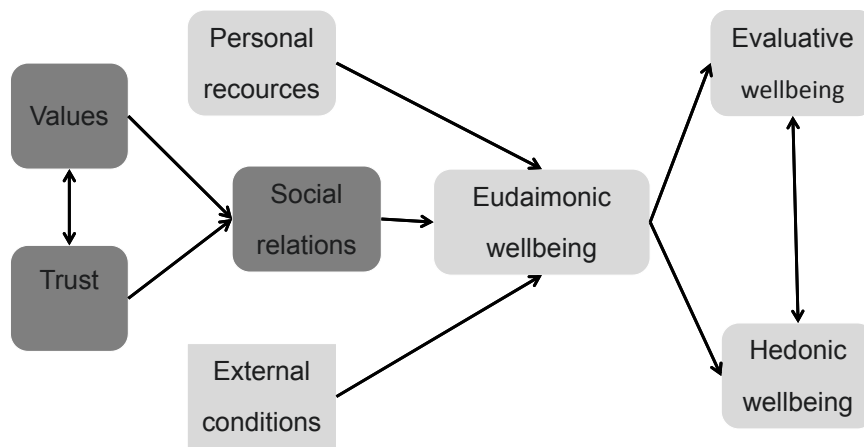 Personal
recources
Evaluative
wellbeing
Values
Social
relations
Eudaimonic
wellbeing
Trust
External
conditions
Hedonic
wellbeing